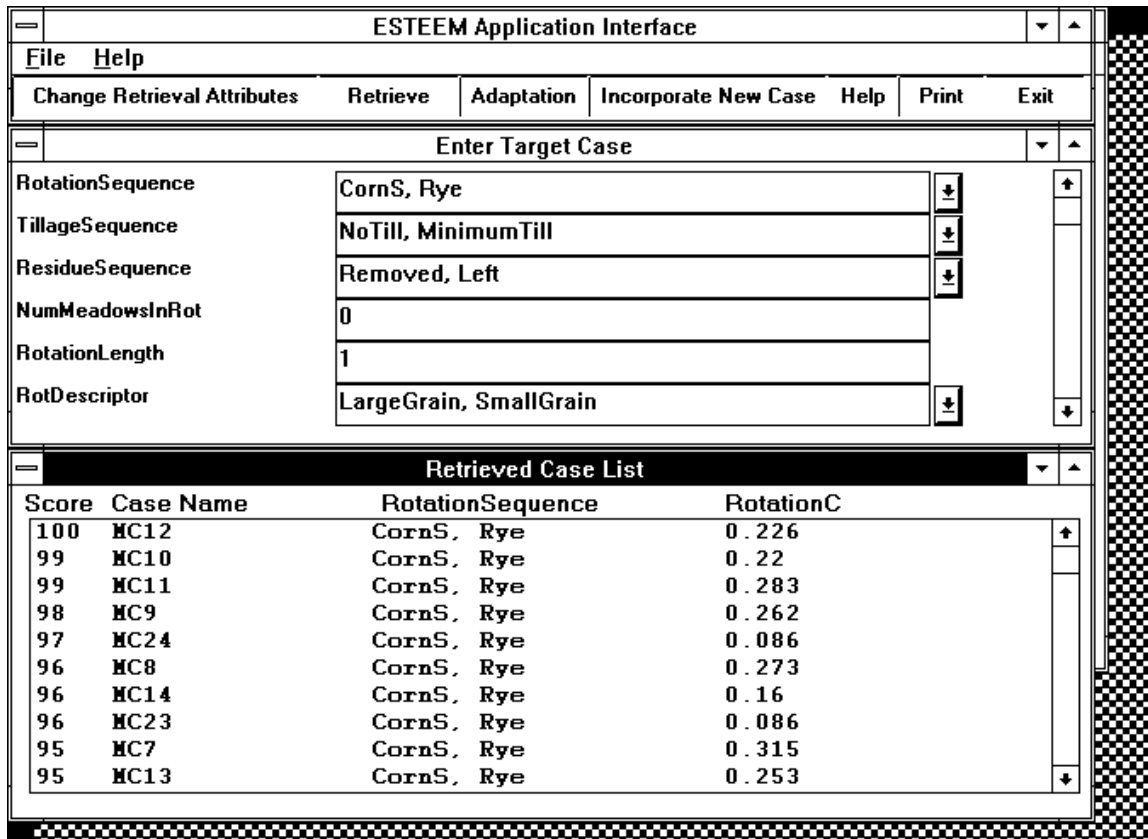 ESTEEM Application Interface
File Help
Change Retrieval Attributes Retrieve Adaptation Incorporate New Case Help Print Exit
Enter Target Case
RotationSequence CornS, Rye
TillageSequence NoTill, MinimumTill
ResidueSequence Removed, Left
NumMeadowsInRot 0
RotationLength 1
RotDescriptor LargeGrain, SmallGrain
Retrieved Case List
Score Case Name RotationSequence RotationC
100 MC12 CornS, Rye 0.226
99 MC10 CornS, Rye 0.22
99 MC11 CornS, Rye 0.283
98 MC9 CornS, Rye 0.262
97 MC24 CornS, Rye 0.086
96 MC8 CornS, Rye 0.273
96 MC14 CornS, Rye 0.16
96 MC23 CornS, Rye 0.086
95 MC7 CornS, Rye 0.315
95 MC13 CornS, Rye 0.253